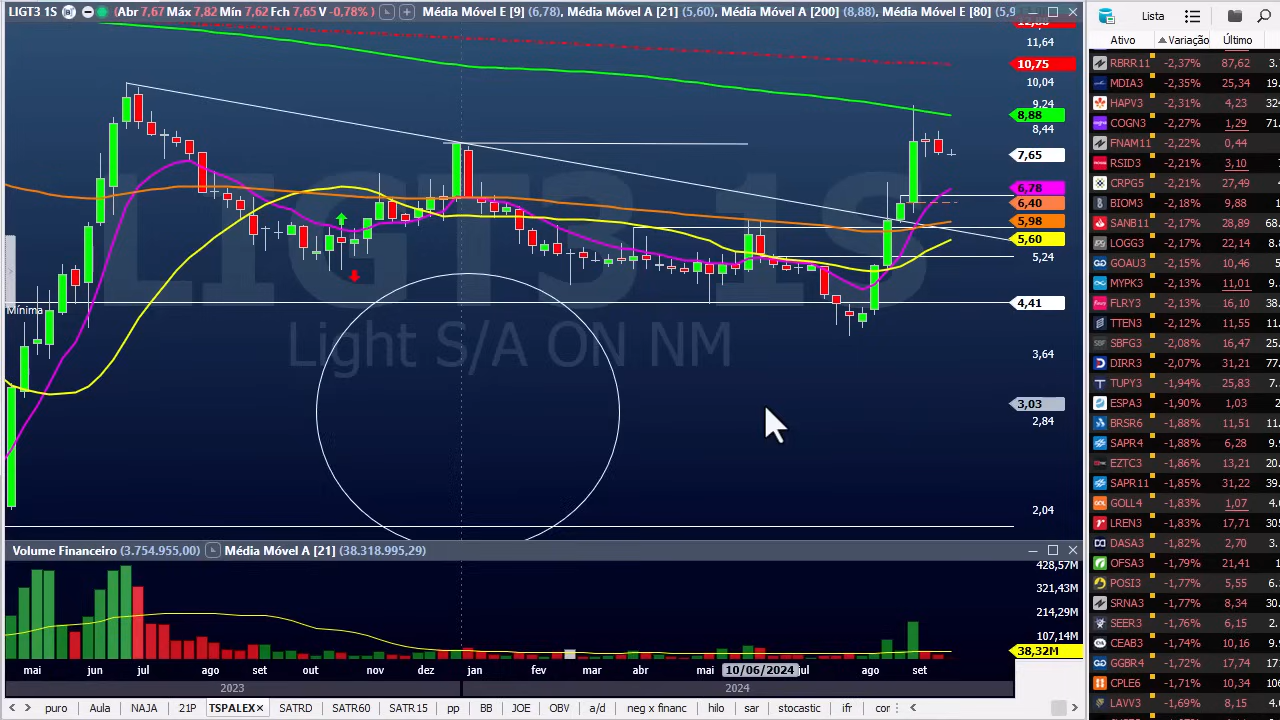 LIGT3 1S (Abr 7,67 Máx 7,82 Mín 7,62 Fch 7,65 V -0,78%) Média Móvel E [9] (6,78), Média Móvel A [21] (5,60), Média Móvel A [200] (8,88), Média Móvel E [80] (5,9
11,64
10,75
10,04
9,24
8,88
8,44
7,65
6,78
6,40
5,98
5,60
5,24
4,41
3,64
3,03
2,84
2,04
LIGT3 1S
Light S/A ON NM
Mínima
Volume Financeiro (3.754.955,00) Média Móvel A [21] (38.318.995,29)
428,57M
321,43M
214,29M
107,14M
38,32M
mai jun jul ago set out nov dez jan fev mar abr mai 10/06/2024 jul ago set
2023 2024
puro Aula NAJA 21P TSPALEX× SATRD SATR60
pp 6tb JOE OBV a/d neg x financ hilo sar stocastic ifr cor
Lista
Ativo Variação Último
RBRR11 -2,37% 87,62
MDIA3 -2,35% 25,34
HAPV3 -2,31% 4,23
COGN3 -2,27% 1,29
FNAM11 -2,22% 0,44
RSID3 -2,21% 3,10
CRPG5 -2,21% 27,49
BIOM3 -2,18% 9,88
SANB11 -2,17% 28,89
LOGG3 -2,17% 22,14
GOAU3 -2,15% 10,46
MYPK3 -2,13% 11,01
FLRY3 -2,13% 16,10
TTEN3 -2,12% 11,55
SBFG3 -2,08% 16,47
DIRR3 -2,07% 31,21
TUPY3 -1,94% 25,83
ESPA3 -1,90% 1,03
BRSR6 -1,88% 11,51
SAPR4 -1,88% 6,28
EZTC3 -1,86% 13,21
SAPR11 -1,85% 31,22
GOLL4 -1,83% 1,07
LREN3 -1,83% 17,71
DASA3 -1,82% 2,70
OFSA3 -1,79% 21,41
POSI3 -1,77% 5,55
SRNA3 -1,77% 8,34
SEER3 -1,76% 6,15
CEAB3 -1,74% 10,16
GGBR4 -1,72% 17,74
CPLE6 -1,71% 10,34
LAVV3 -1,69% 8,15